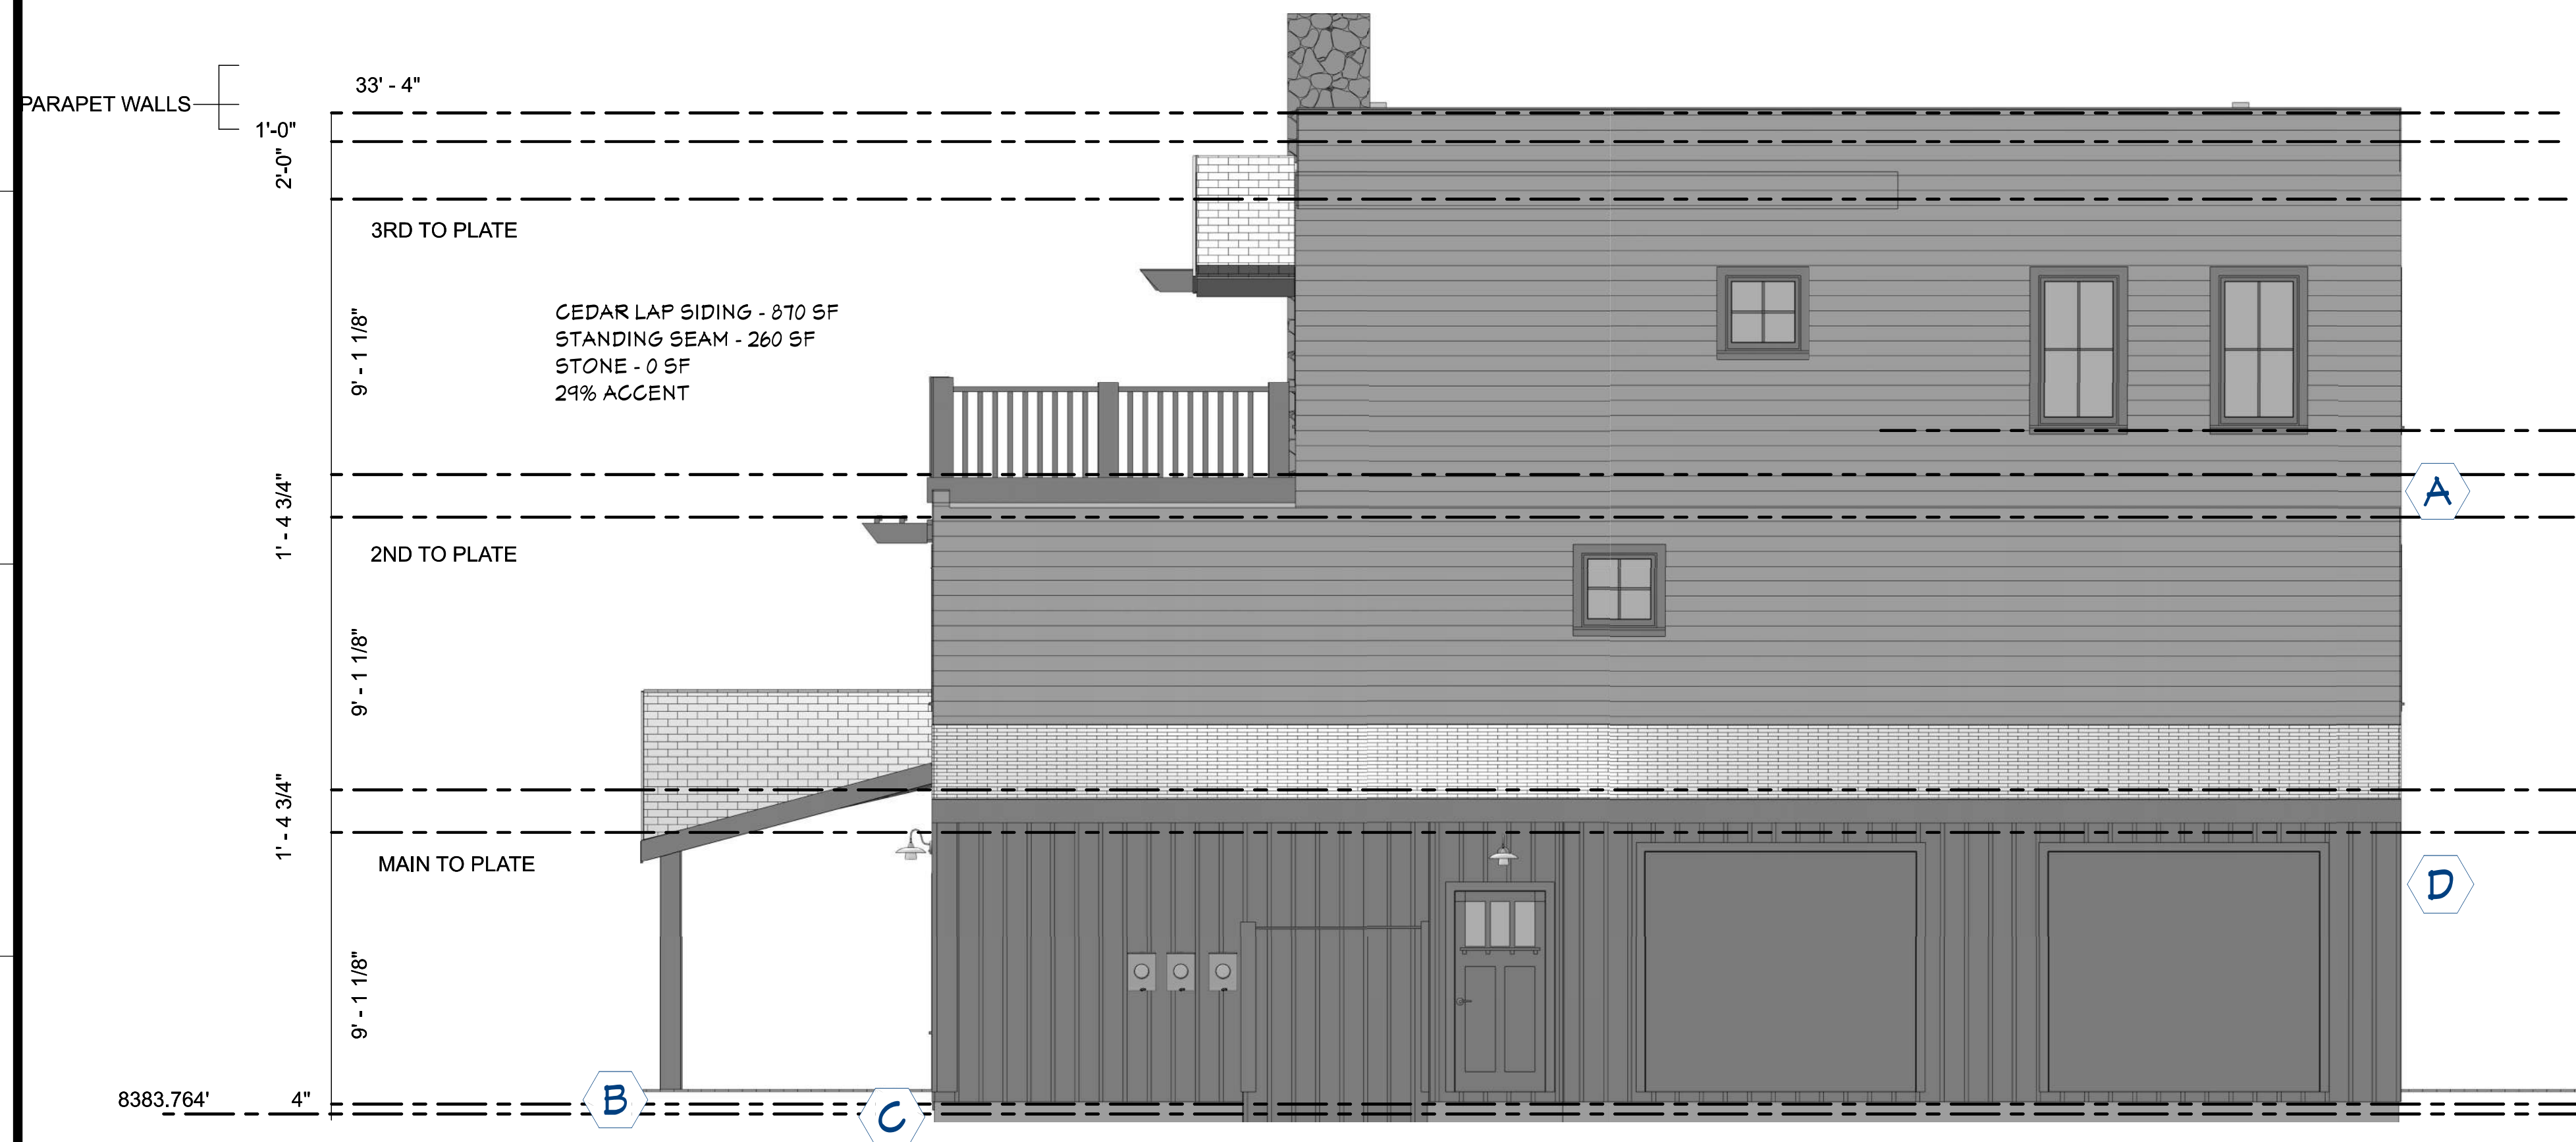 33' - 4"
PARAPET WALLS
1'-0"
2'-0"
3RD TO PLATE
CEDAR LAP SIDING - 870 SF
STANDING SEAM - 260 SF
STONE - 0 SF
29% ACCENT
9' - 1 1/8"
1' - 4 3/4"
A
2ND TO PLATE
9' - 1 1/8"
1' - 4 3/4"
MAIN TO PLATE
D
9' - 1 1/8"
8383.764'
4"
B
C